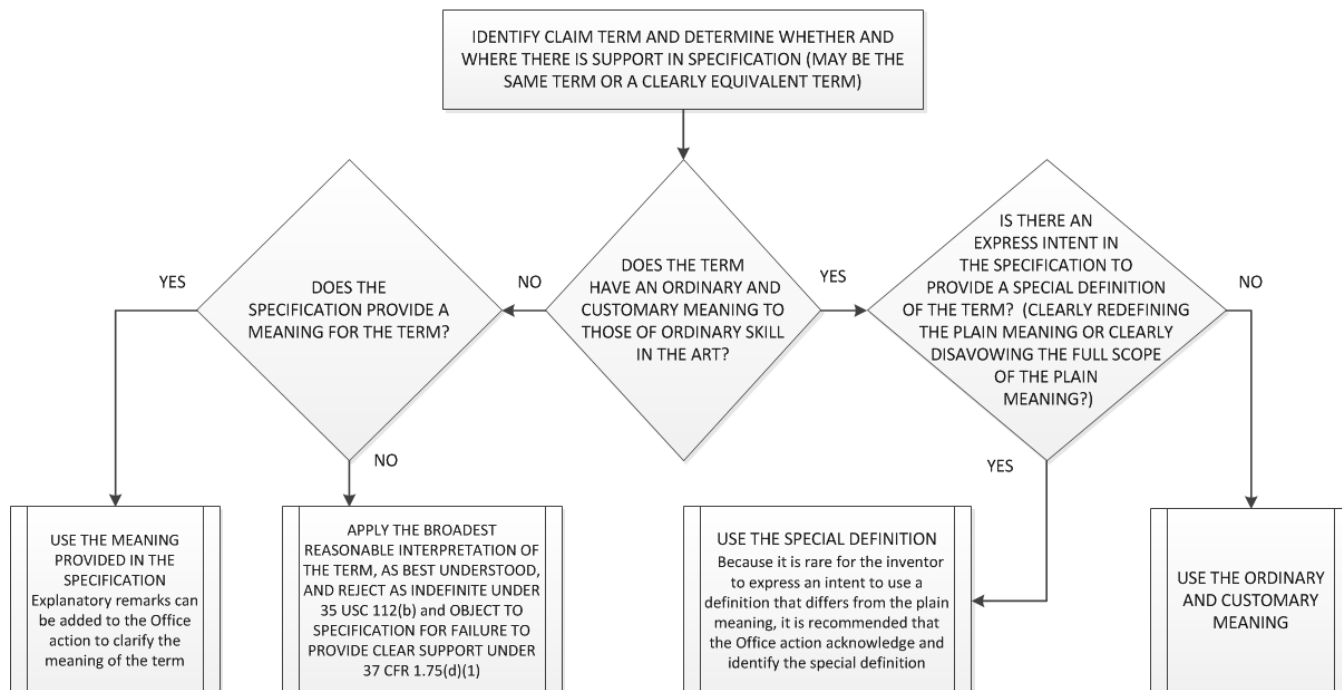 IDENTIFY CLAIM TERM AND DETERMINE WHETHER AND
WHERE THERE IS SUPPORT IN SPECIFICATION (MAY BE THE
SAME TERM OR A CLEARLY EQUIVALENT TERM)
YES
DOES THE
SPECIFICATION PROVIDE A
MEANING FOR THE TERM?
NO
NO
DOES THE TERM
HAVE AN ORDINARY AND
CUSTOMARY MEANING TO
THOSE OF ORDINARY SKILL
IN THE ART?
YES
IS THERE AN
EXPRESS INTENT IN
THE SPECIFICATION TO
PROVIDE A SPECIAL DEFINITION
OF THE TERM? (CLEARLY REDEFINING
THE PLAIN MEANING OR CLEARLY
DISAVOWING THE FULL SCOPE
OF THE PLAIN
MEANING?)
NO
YES
USE THE MEANING
PROVIDED IN THE
SPECIFICATION
Explanatory remarks can
be added to the Office
action to clarify the
meaning of the term
APPLY THE BROADEST
REASONABLE INTERPRETATION OF
THE TERM, AS BEST UNDERSTOOD,
AND REJECT AS INDEFINITE UNDER
35 USC 112(b) and OBJECT TO
SPECIFICATION FOR FAILURE TO
PROVIDE CLEAR SUPPORT UNDER
37 CFR 1.75(d)(1)
USE THE SPECIAL DEFINITION
Because it is rare for the inventor
to express an intent to use a
definition that differs from the plain
meaning, it is recommended that
the Office action acknowledge and
identify the special definition
USE THE ORDINARY
AND CUSTOMARY
MEANING